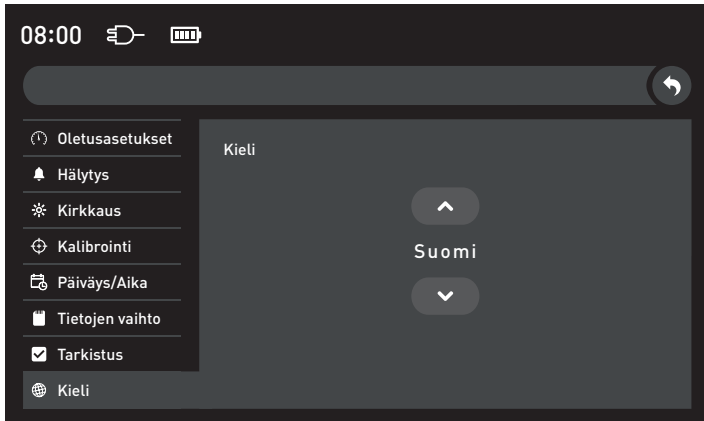 08:00
Oletusasetukset
Hälytys
Kirkkaus
Kalibrointi
Päiväys/Aika
Tietojen vaihto
Tarkistus
Kieli
Kieli
Suomi